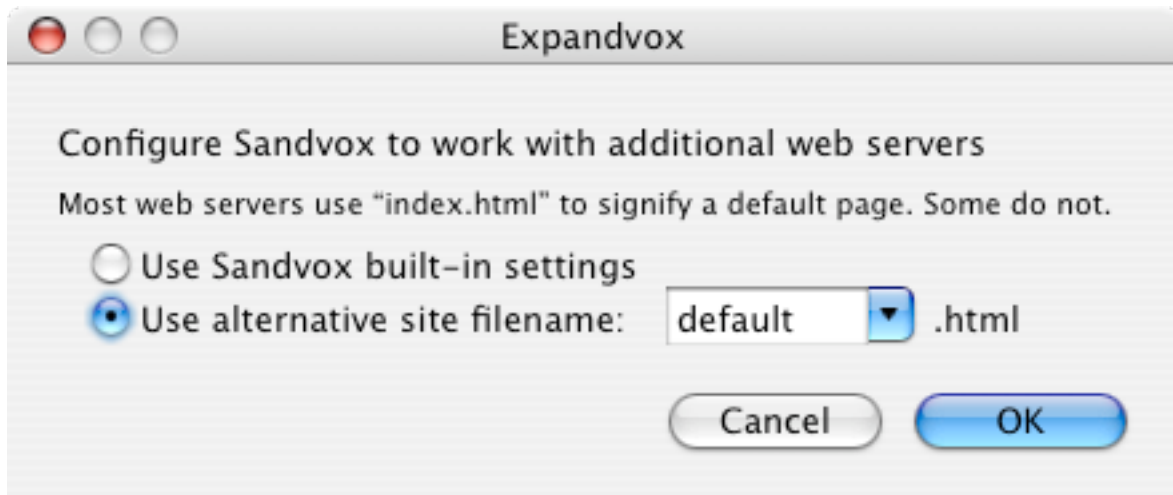 Expandvox
Configure Sandvox to work with additional web servers
Most web servers use “index.html” to signify a default page. Some do not.
Use Sandvox built-in settings
Use alternative site filename: default .html
Cancel OK